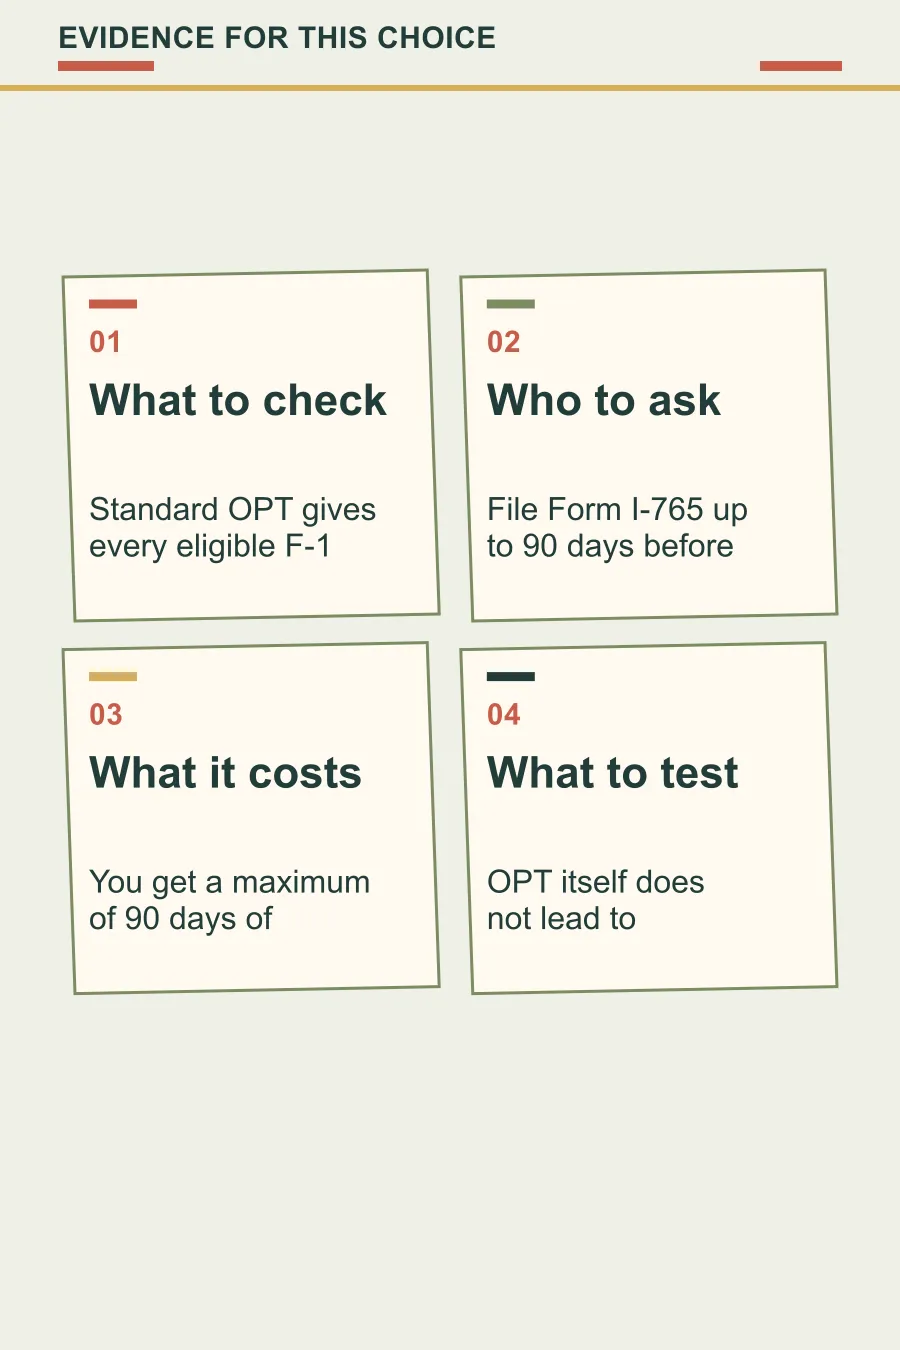 EVIDENCE FOR THIS CHOICE
01
What to check
Standard OPT gives
every eligible F-1
02
Who to ask
File Form I-765 up
to 90 days before
03
What it costs
You get a maximum
of 90 days of
04
What to test
OPT itself does
not lead to